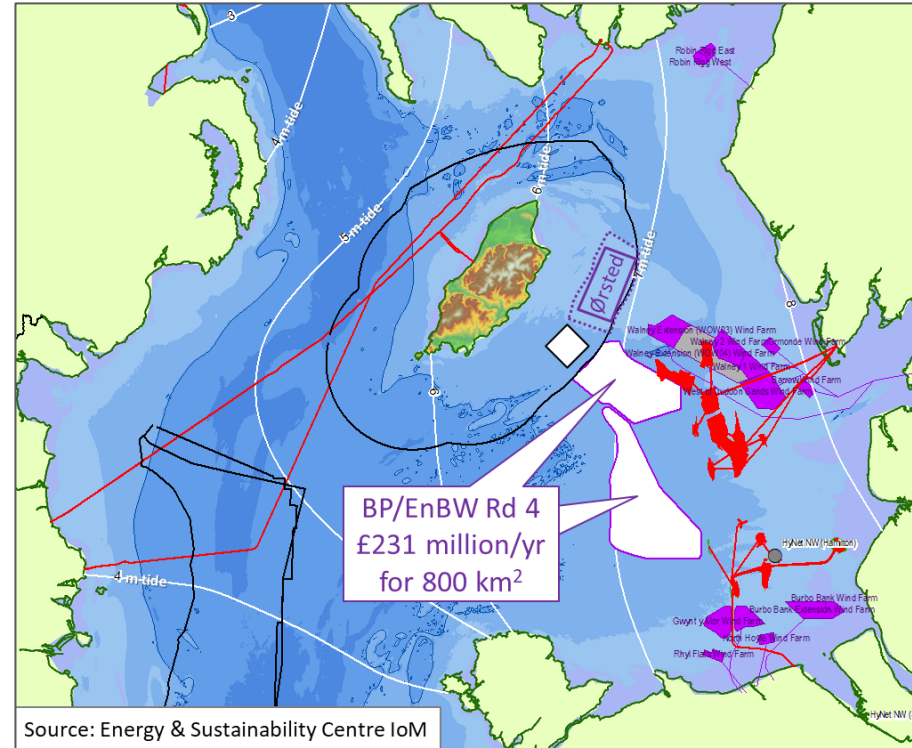 3
Robin Rigg East
Robin Rigg West
4
m tide
5
m tide
6
m tide
7
m tide
8
Ørsted
Walney Extension (WOW03) Wind Farm
Walney 2 Wind Farm
Ormonde Wind Farm
Walney Extension (WOW04) Wind Farm
Walney 1 Wind Farm
Barrow Wind Farm
West of Duddon Sands Wind Farm
6
BP/EnBW Rd 4
£231 million/yr
for 800 km²
HyNet NW (Hamilton)
4 m tide
Burbo Bank Wind Farm
Burbo Bank Extension Wind Farm
Gwynt y Mor Wind Farm
North Hoyle Wind Farm
Rhyl Flats Wind Farm
HyNet NW (
Source: Energy & Sustainability Centre IoM